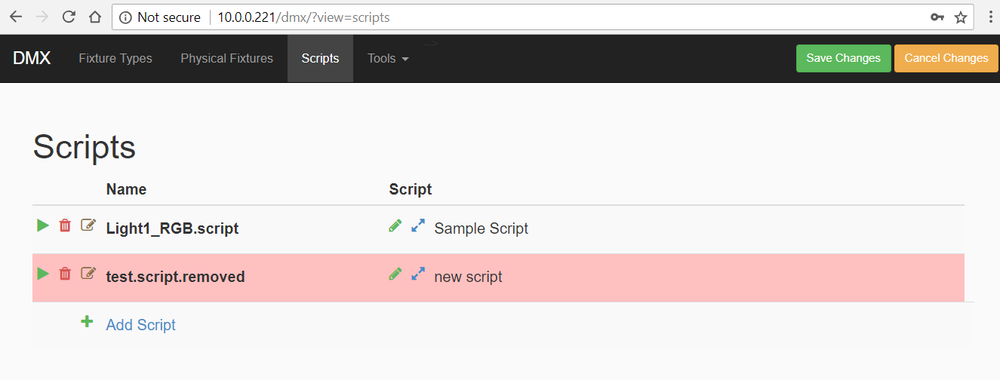 Not secure 10.0.0.221/dmx/?view=scripts
DMX Fixture Types Physical Fixtures Scripts Tools Save Changes Cancel Changes
Scripts
Name Script
Light1_RGB.script Sample Script
test.script.removed new script
Add Script